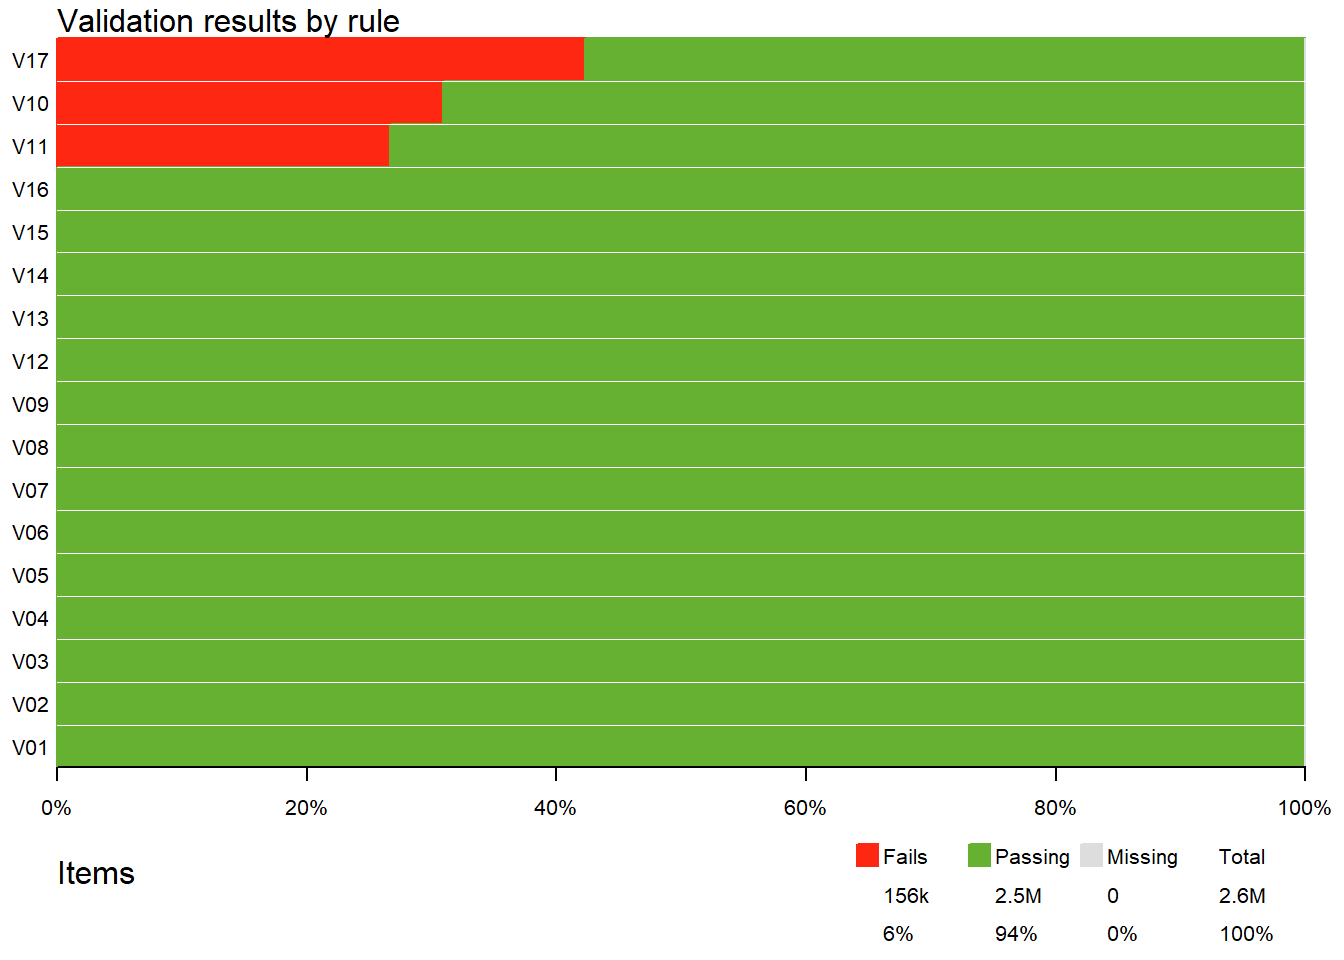 Validation results by rule
V17
V10
V11
V16
V15
V14
V13
V12
V09
V08
V07
V06
V05
V04
V03
V02
V01
0% 20% 40% 60% 80% 100%
Items
Fails Passing Missing Total
156k 2.5M 0 2.6M
6% 94% 0% 100%